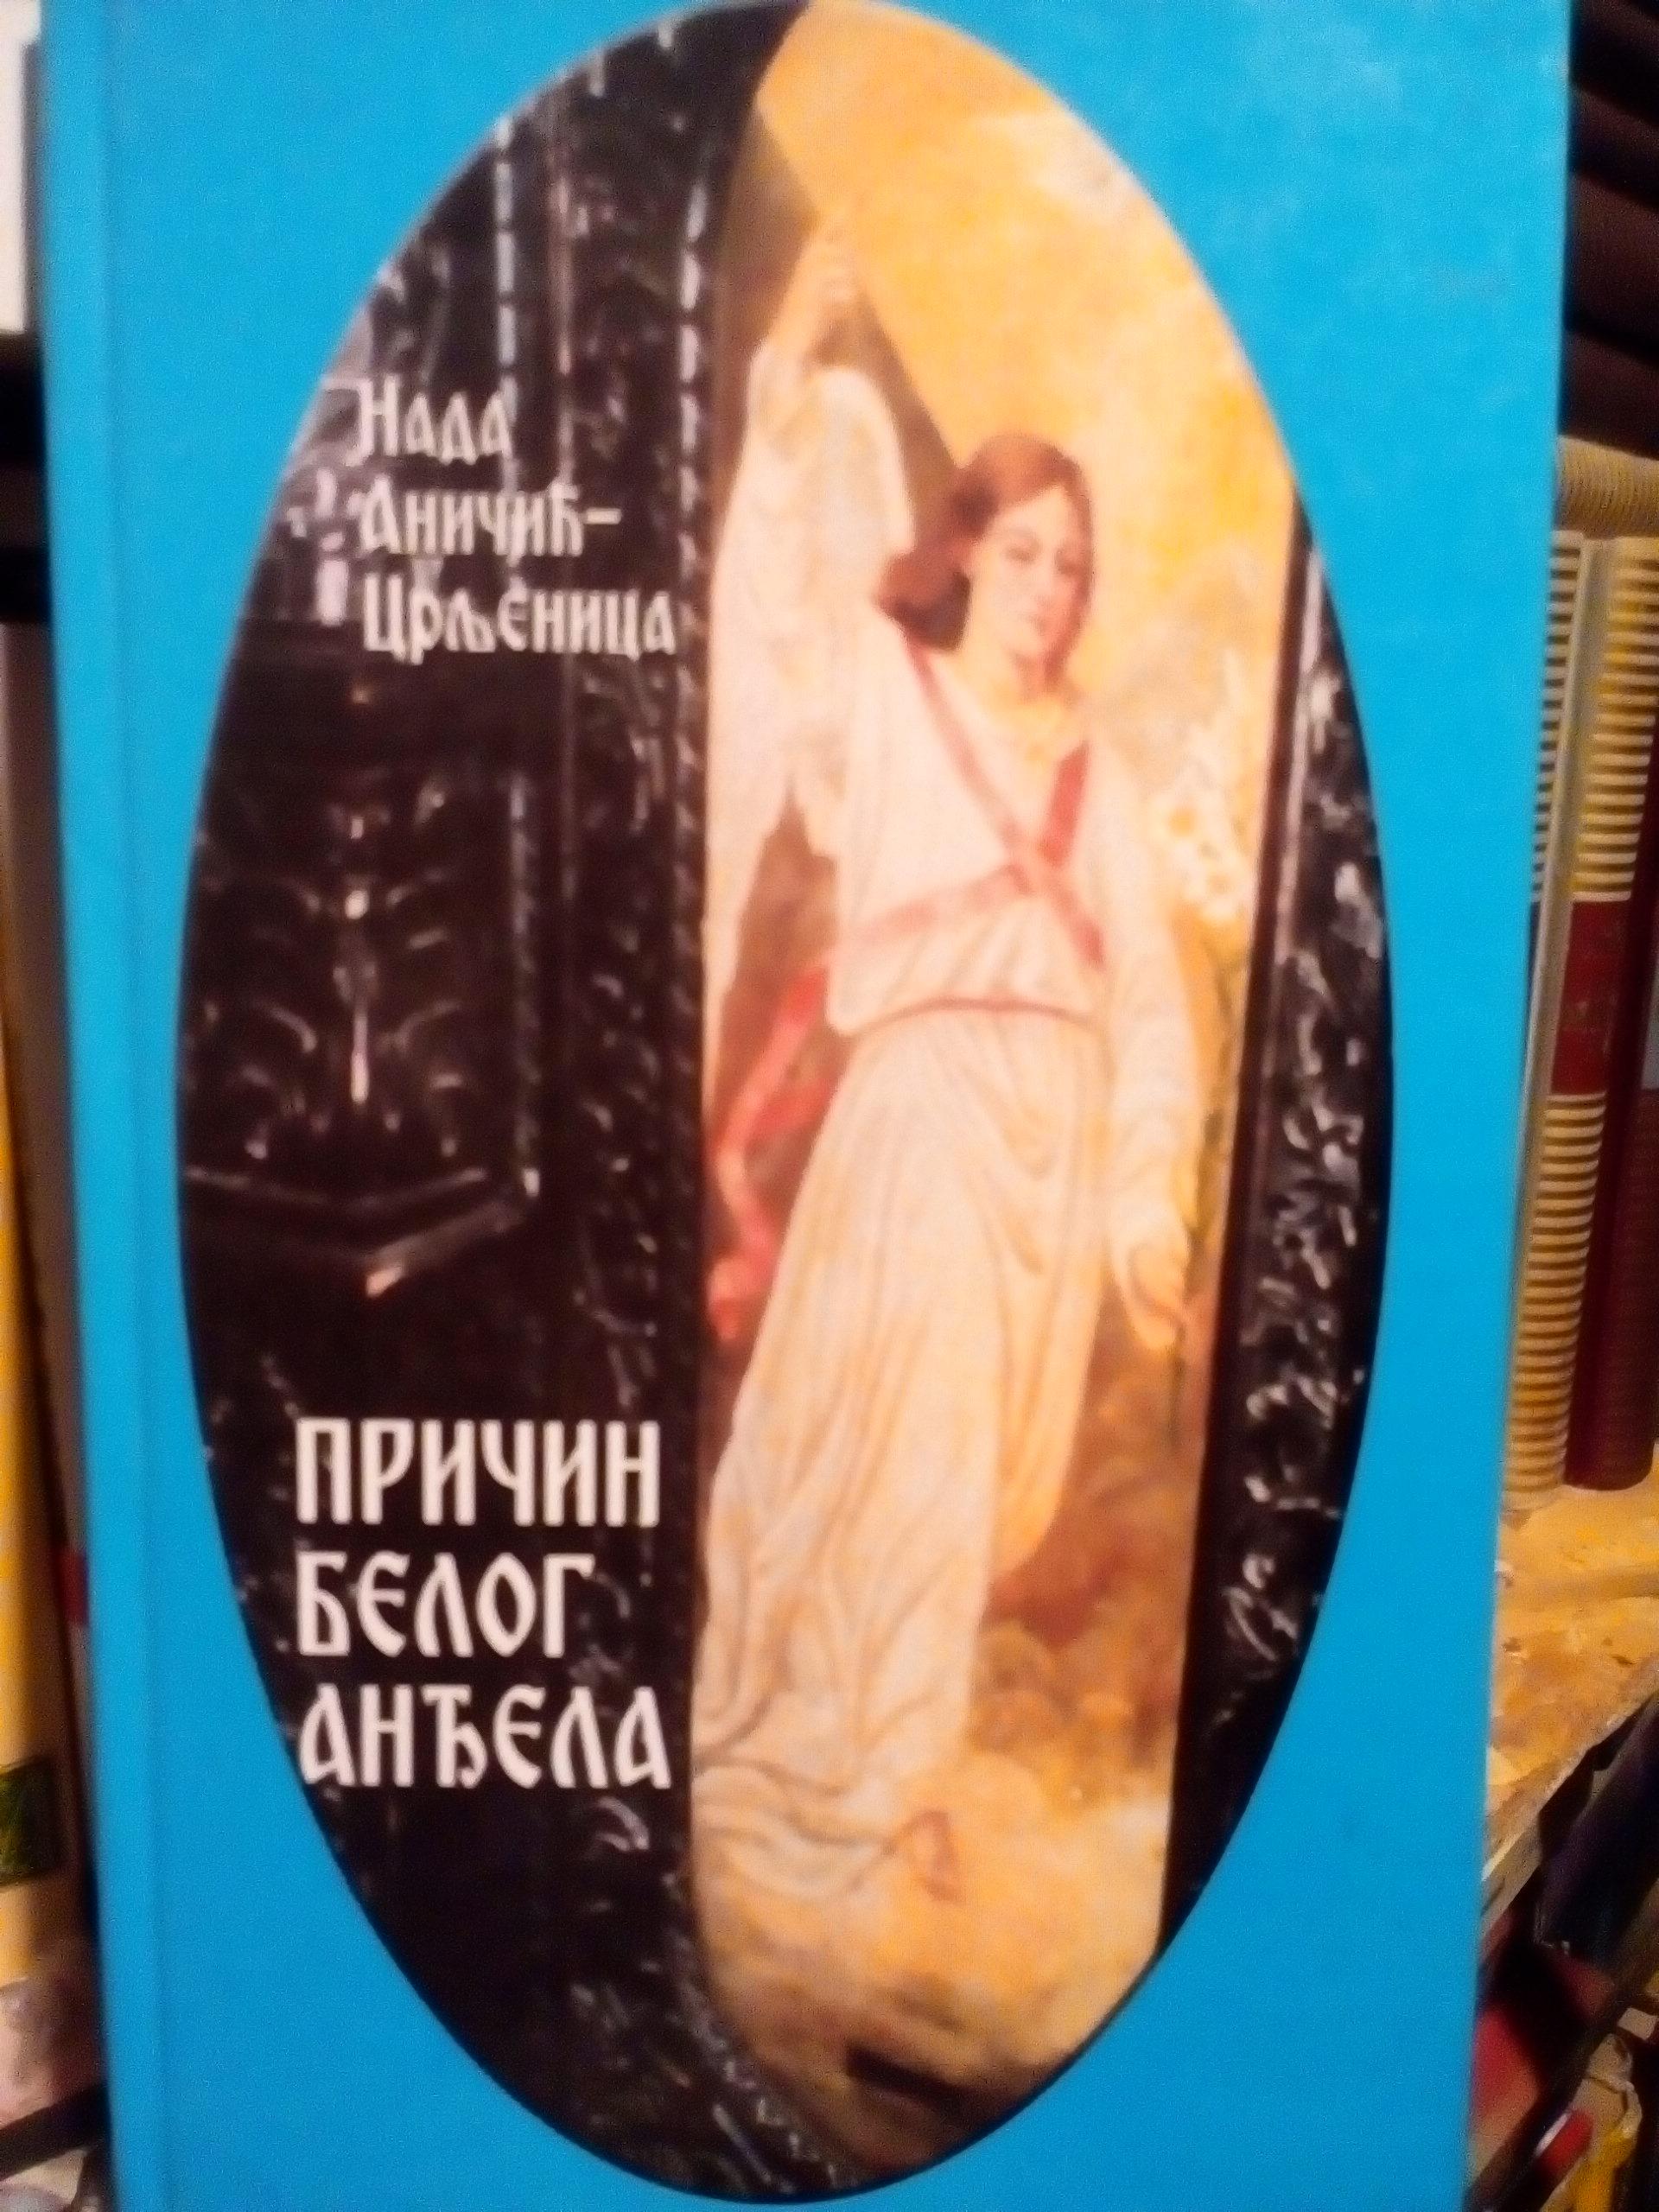 Нада
Аничић-
Црљеница
ПРИЧИН
БЕЛОГ
АНЂЕЛА